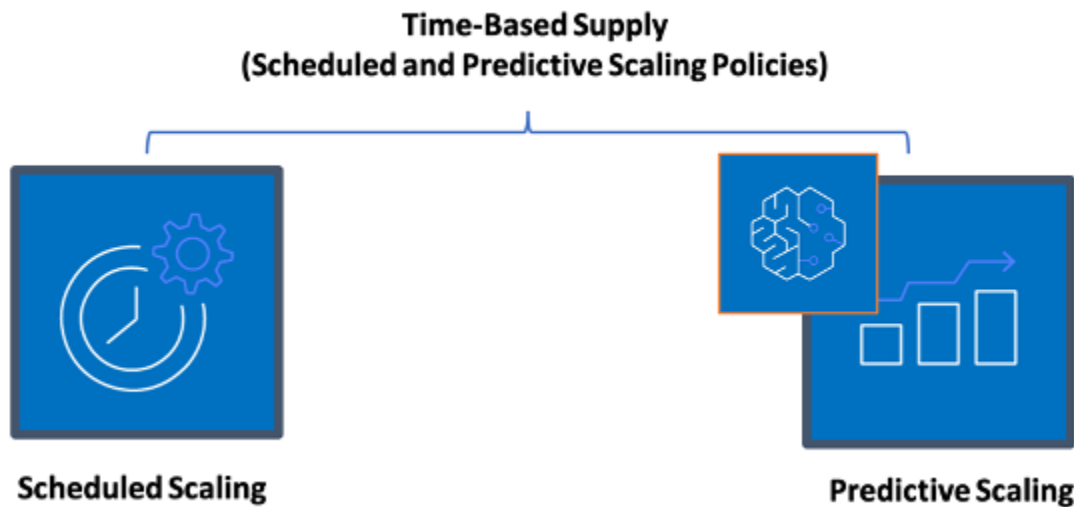 Time-Based Supply
(Scheduled and Predictive Scaling Policies)
Scheduled Scaling
Predictive Scaling